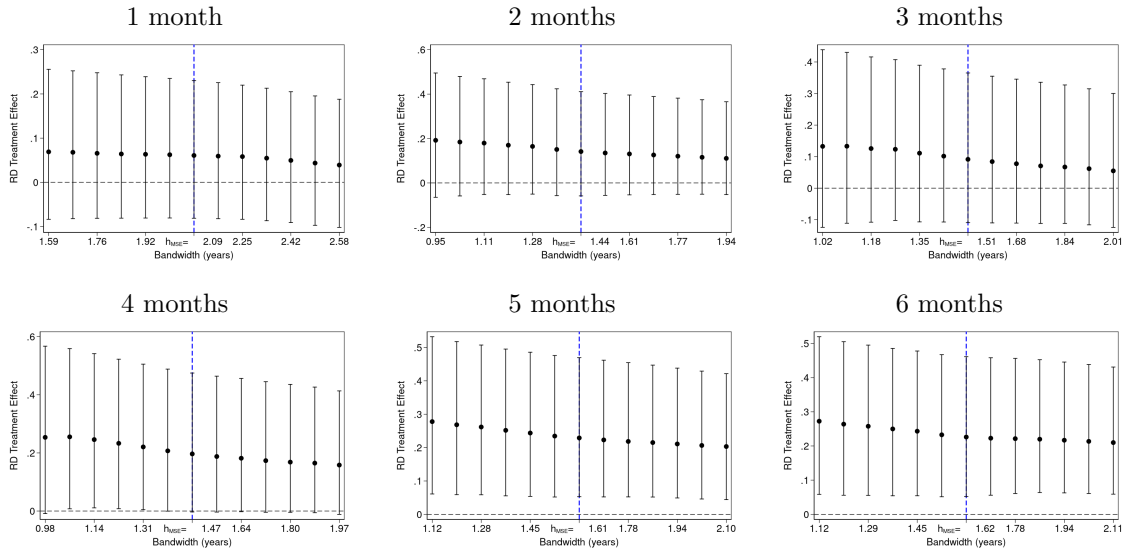 1 month
2 months
3 months
RD Treatment Effect
.3
.2
.1
0
-.1
1.59 1.76 1.92 hMSE= 2.09 2.25 2.42 2.58
Bandwidth (years)
RD Treatment Effect
.6
.4
.2
0
-.2
0.95 1.11 1.28 hMSE= 1.44 1.61 1.77 1.94
Bandwidth (years)
RD Treatment Effect
.4
.3
.2
.1
0
-.1
1.02 1.18 1.35 hMSE= 1.51 1.68 1.84 2.01
Bandwidth (years)
4 months
5 months
6 months
RD Treatment Effect
.6
.4
.2
0
0.98 1.14 1.31 hMSE= 1.47 1.64 1.80 1.97
Bandwidth (years)
RD Treatment Effect
.5
.4
.3
.2
.1
0
1.12 1.28 1.45 hMSE= 1.61 1.78 1.94 2.10
Bandwidth (years)
RD Treatment Effect
.5
.4
.3
.2
.1
0
1.12 1.29 1.45 hMSE= 1.62 1.78 1.94 2.11
Bandwidth (years)